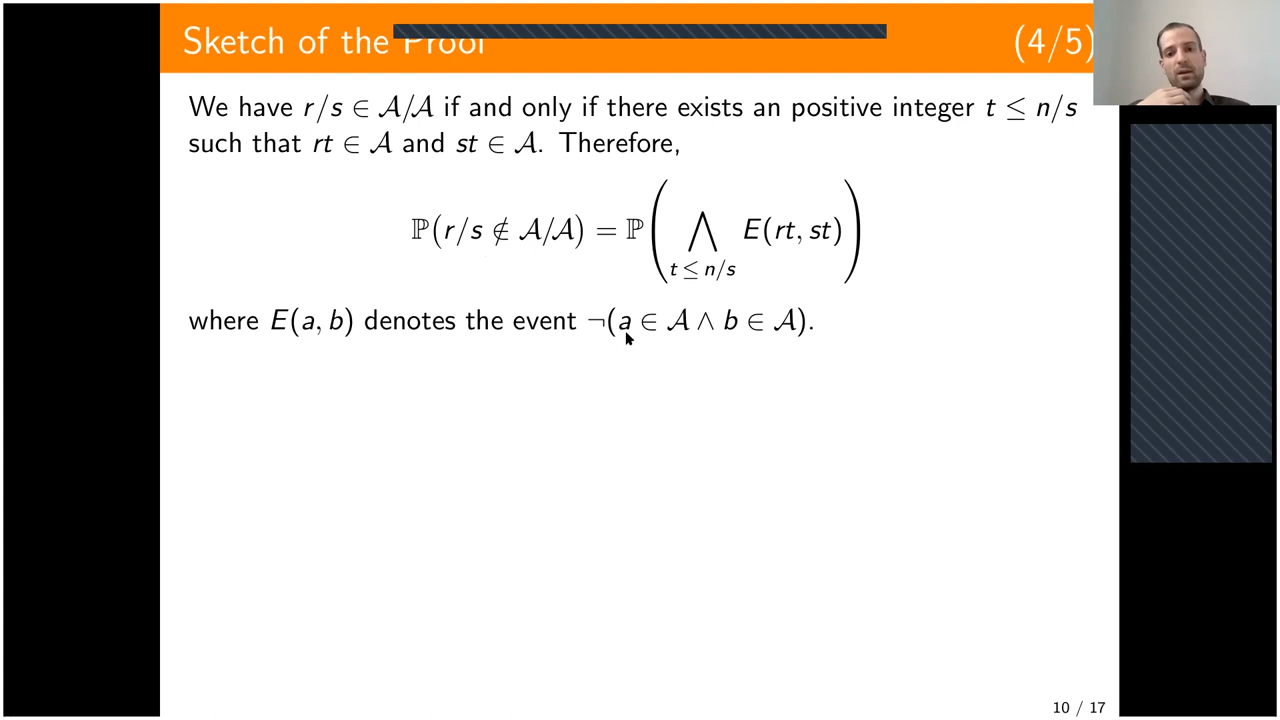 Sketch of the Proof (4/5)
We have r/s ∈ 𝒜/𝒜 if and only if there exists an positive integer t ≤ n/s
such that rt ∈ 𝒜 and st ∈ 𝒜. Therefore,
ℙ(r/s ∉ 𝒜/𝒜) = ℙ( ⋀ E(rt, st) )
t ≤ n/s
where E(a, b) denotes the event ¬(a ∈ 𝒜 ∧ b ∈ 𝒜).
10 / 17